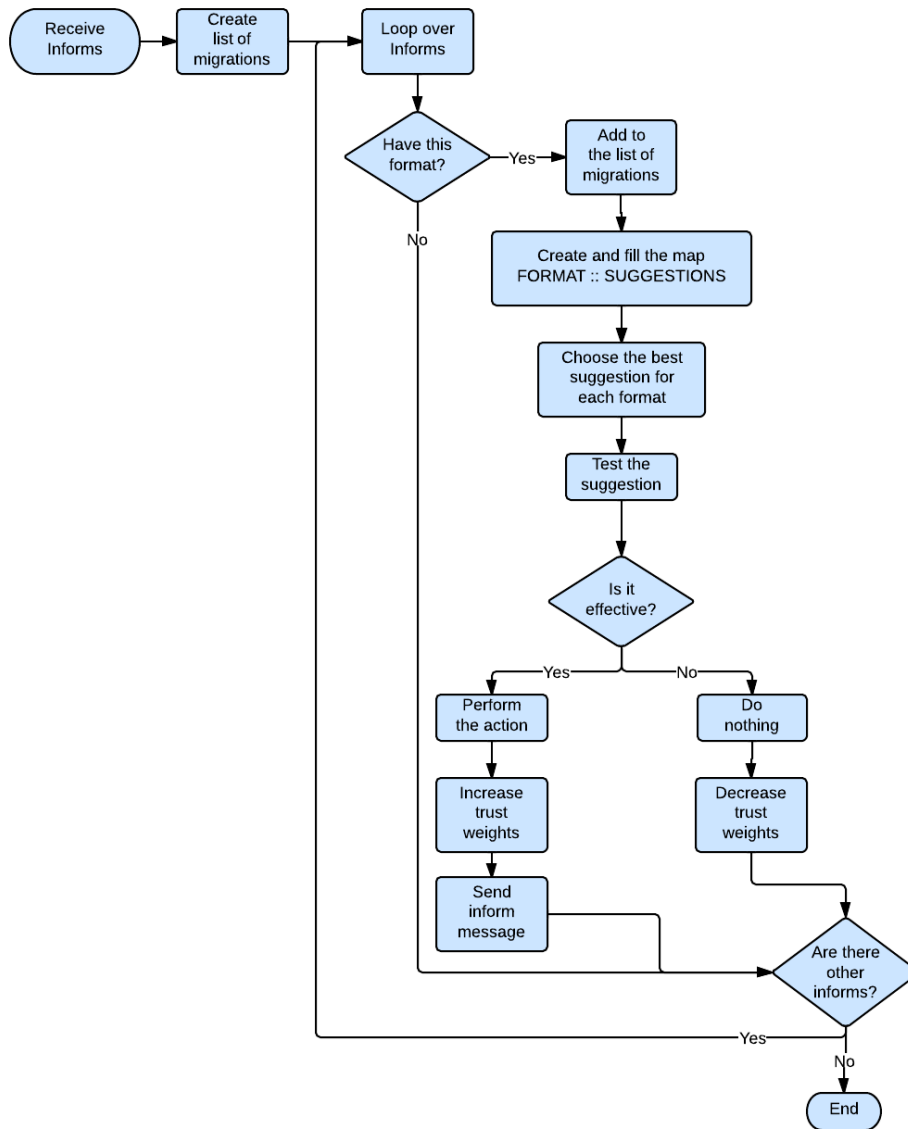 Receive
Informs
Create
list of
migrations
Loop over
Informs
Have this
format?
Yes
Add to
the list of
migrations
No
Create and fill the map
FORMAT :: SUGGESTIONS
Choose the best
suggestion for
each format
Test the
suggestion
Is it
effective?
Yes
No
Perform
the action
Do
nothing
Increase
trust
weights
Decrease
trust
weights
Send
inform
message
Are there
other
informs?
Yes
No
End